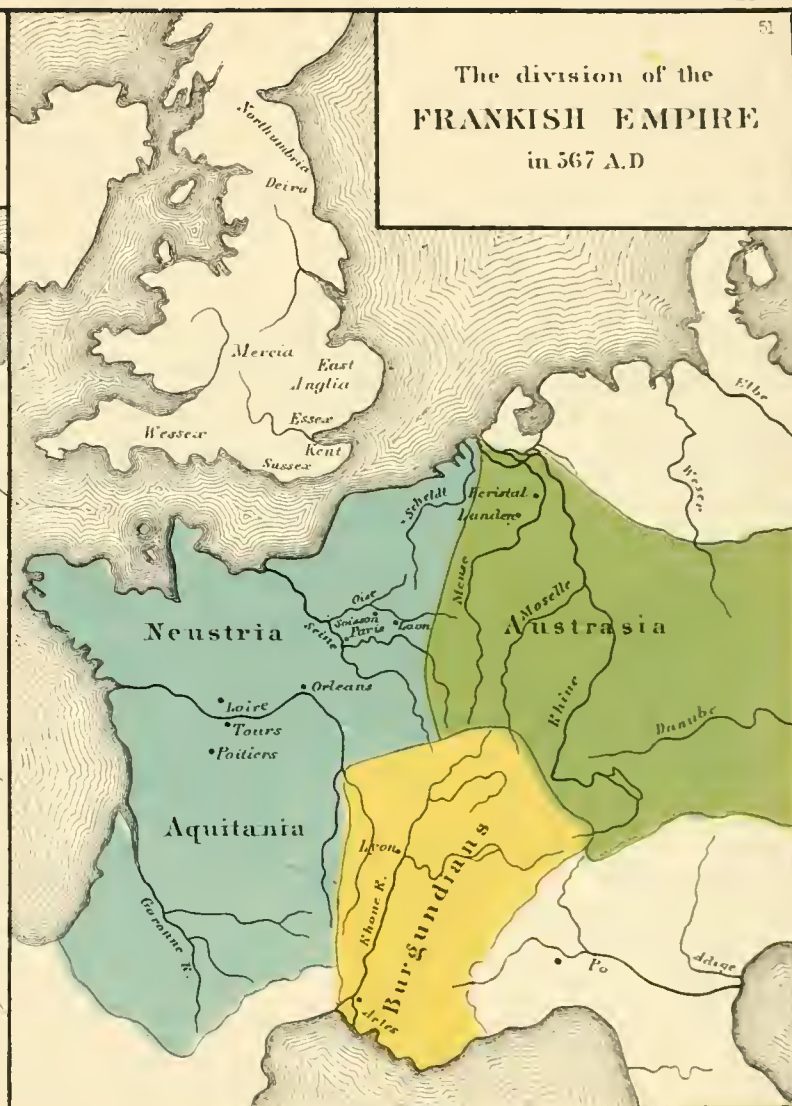 51
The division of the
FRANKISH EMPIRE
in 567 A.D
Northumbria
Deira
Mercia
East
Anglia
Essex
Wessex
Kent
Sussex
Elbe
Weser
Scheldt
Heristal
Landen
Meuse
Moselle
Oise
Soisson
Laon
Paris
Seine
Neustria
Austrasia
Rhine
Orleans
Loire
Tours
Poitiers
Danube
Aquitania
Lyon
Burgundians
Rhone R.
Garonne R.
Po
Adige
Arles